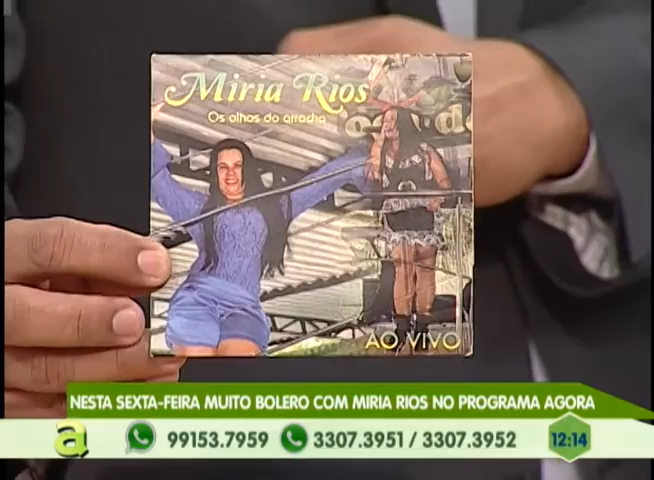 Miria Rios
Os olhos do arrocha
AO VIVO
NESTA SEXTA-FEIRA MUITO BOLERO COM MIRIA RIOS NO PROGRAMA AGORA
a 99153.7959 3307.3951 / 3307.3952 12:14